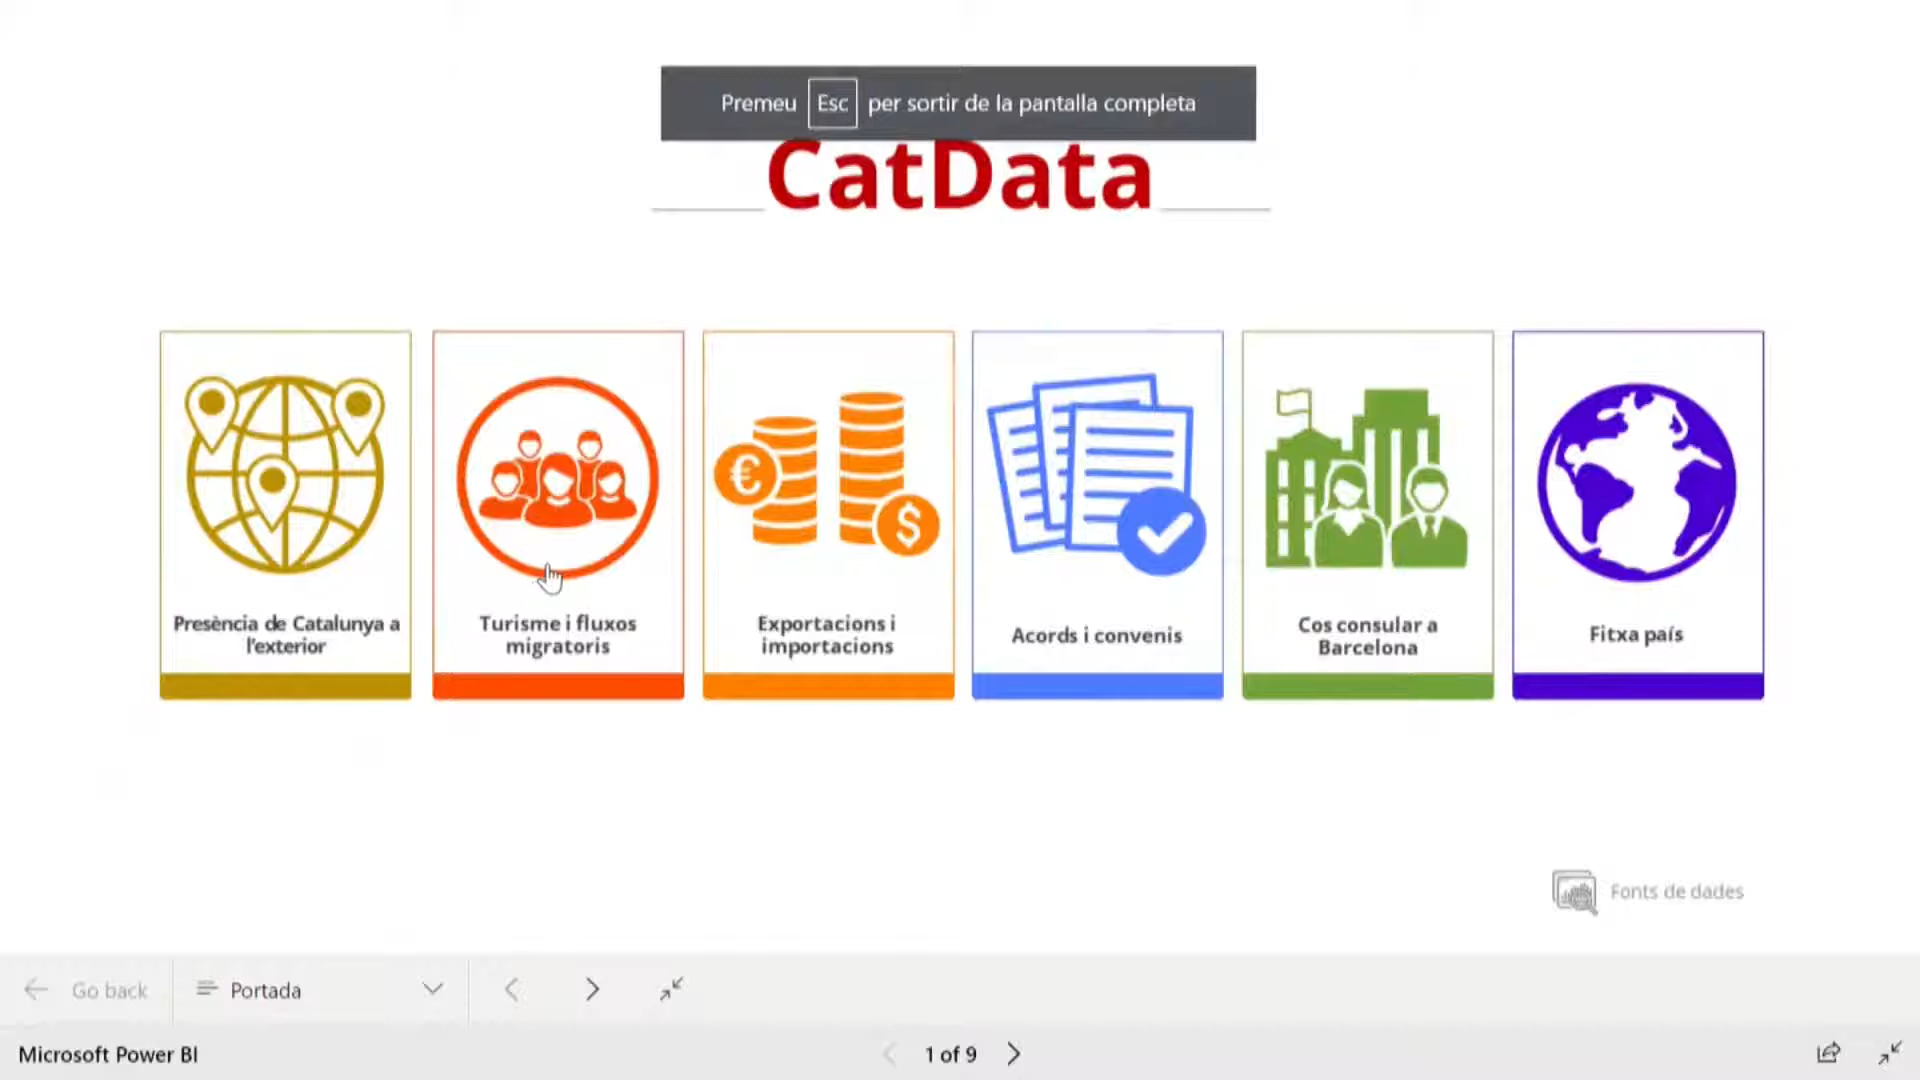 Premeu Esc per sortir de la pantalla completa
CatData
Presència de Catalunya a
l'exterior
Turisme i fluxos
migratoris
€
$
Exportacions i
importacions
Acords i convenis
Cos consular a
Barcelona
Fitxa país
Fonts de dades
Go back
Portada
Microsoft Power BI
1 of 9